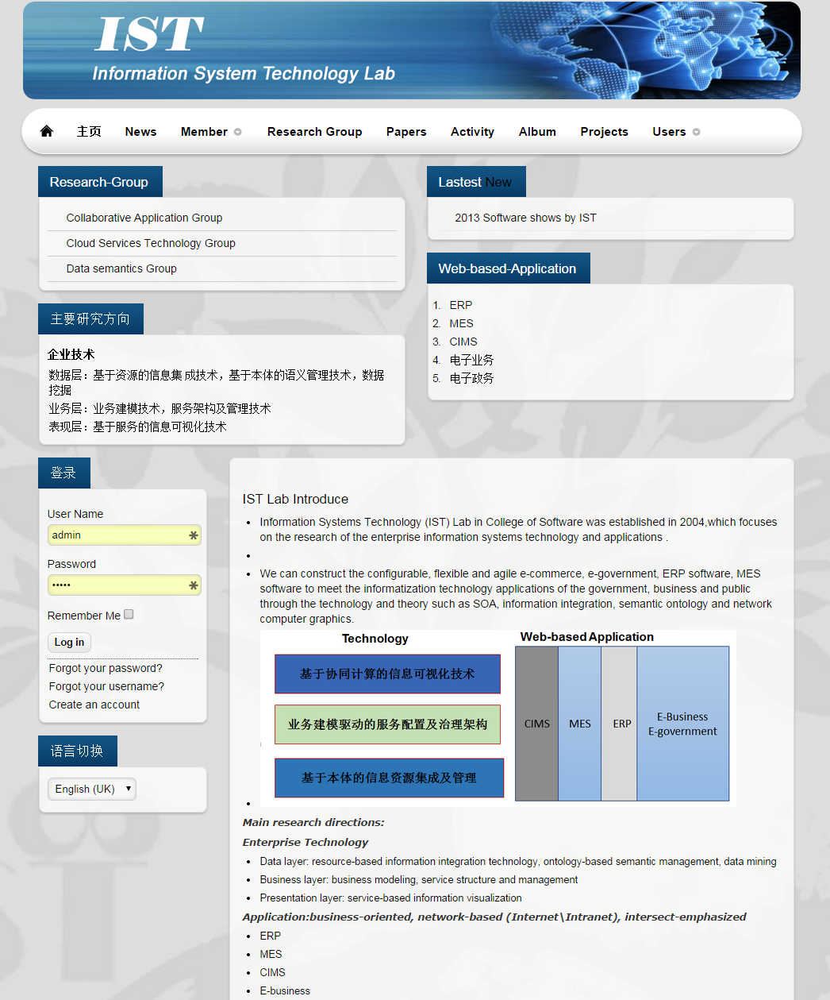 IST
Information System Technology Lab
主页 News Member Research Group Papers Activity Album Projects Users
Research-Group
Collaborative Application Group
Cloud Services Technology Group
Data semantics Group
Lastest New
2013 Software shows by IST
Web-based-Application
1. ERP
2. MES
3. CIMS
4. 电子业务
5. 电子政务
主要研究方向
企业技术
数据层：基于资源的信息集成技术，基于本体的语义管理技术，数据
挖掘
业务层：业务建模技术，服务架构及管理技术
表现层：基于服务的信息可视化技术
登录
User Name
admin
Password
•••••
Remember Me
Log in
Forgot your password?
Forgot your username?
Create an account
语言切换
English (UK)
IST Lab Introduce
Information Systems Technology (IST) Lab in College of Software was established in 2004,which focuses
on the research of the enterprise information systems technology and applications .
We can construct the configurable, flexible and agile e-commerce, e-government, ERP software, MES
software to meet the informatization technology applications of the government, business and public
through the technology and theory such as SOA, information integration, semantic ontology and network
computer graphics.
Technology
基于协同计算的信息可视化技术
业务建模驱动的服务配置及治理架构
基于本体的信息资源集成及管理
Web-based Application
CIMS MES ERP E-Business
E-government
Main research directions:
Enterprise Technology
Data layer: resource-based information integration technology, ontology-based semantic management, data mining
Business layer: business modeling, service structure and management
Presentation layer: service-based information visualization
Application:business-oriented, network-based (Internet\Intranet), intersect-emphasized
ERP
MES
CIMS
E-business